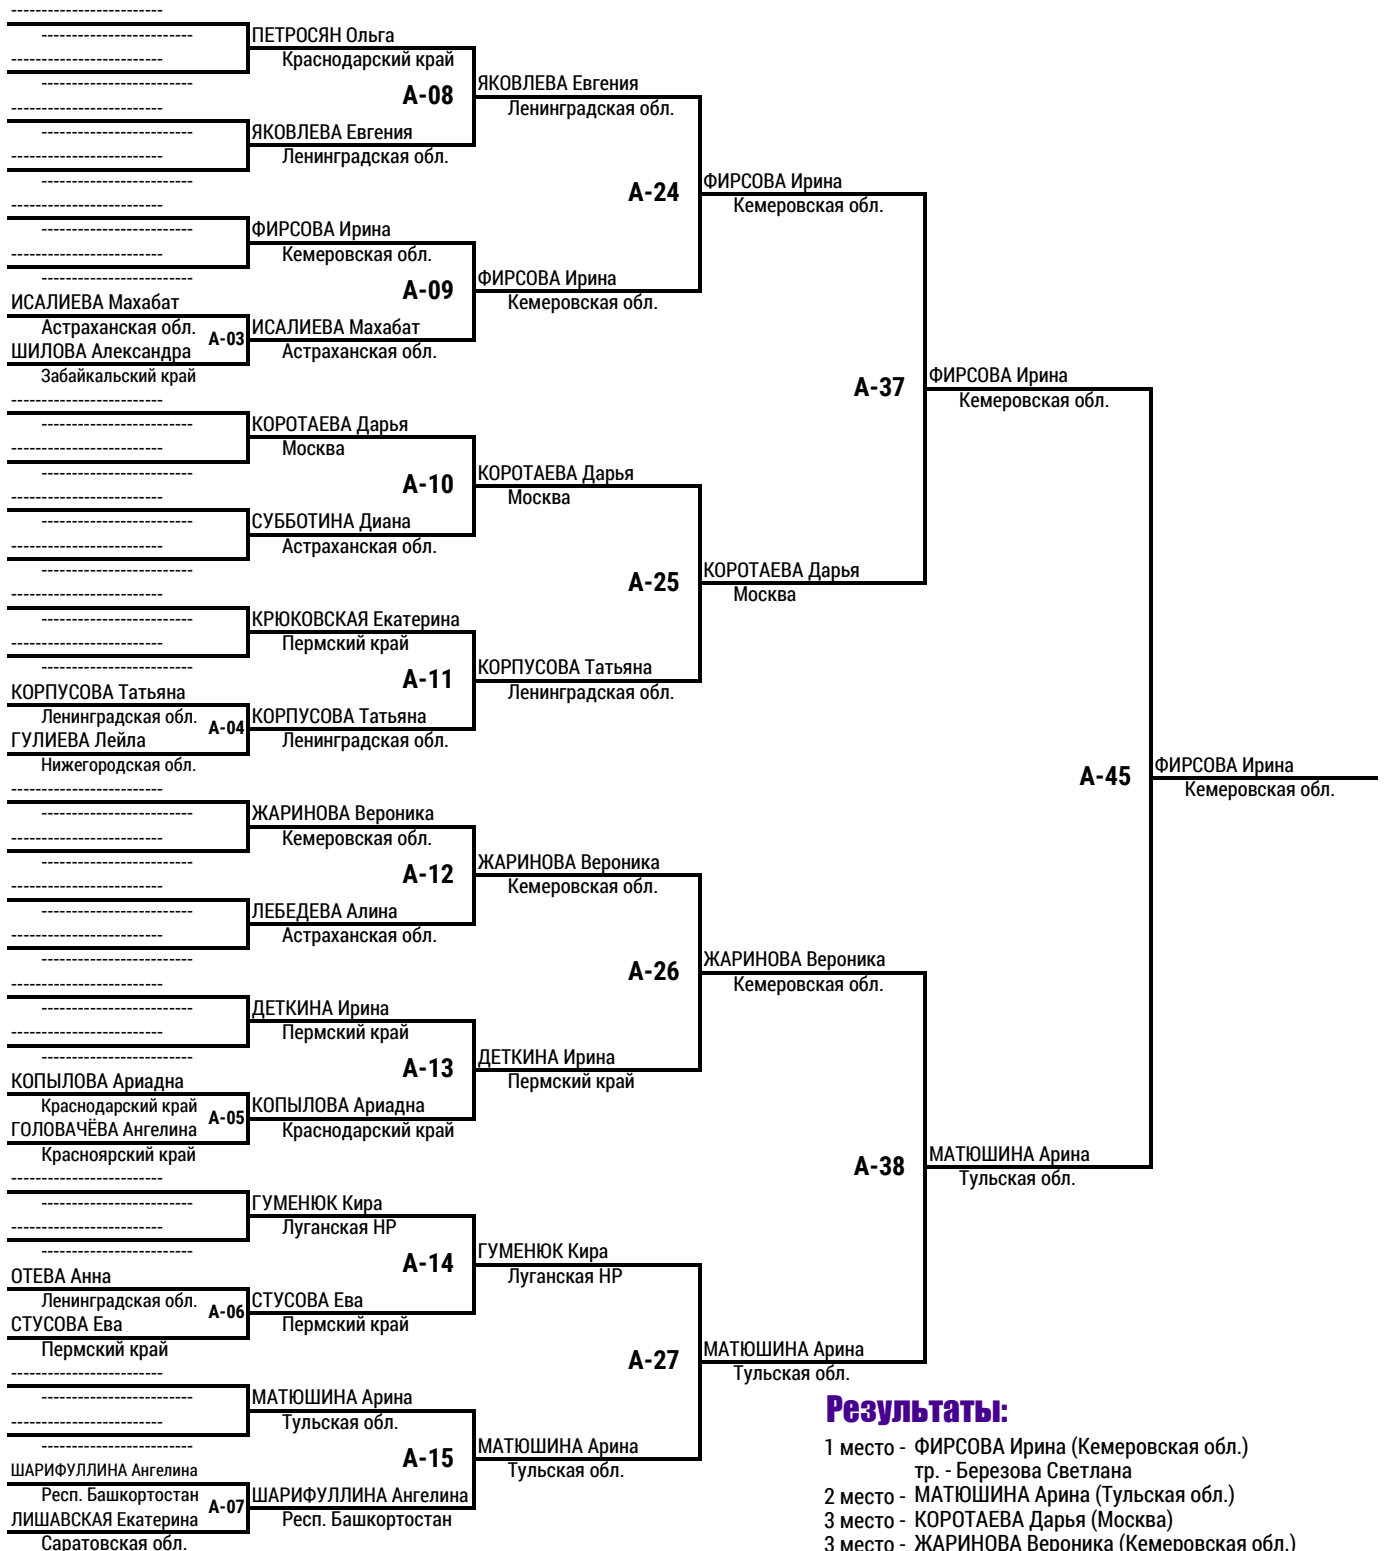 -------------------------
-------------------------
ПЕТРОСЯН Ольга
-------------------------
Краснодарский край
-------------------------
ЯКОВЛЕВА Евгения
A-08
-------------------------
Ленинградская обл.
-------------------------
ЯКОВЛЕВА Евгения
-------------------------
Ленинградская обл.
-------------------------
ФИРСОВА Ирина
A-24
-------------------------
Кемеровская обл.
-------------------------
ФИРСОВА Ирина
-------------------------
Кемеровская обл.
-------------------------
ФИРСОВА Ирина
A-09
ИСАЛИЕВА Махабат
Кемеровская обл.
Астраханская обл.
ИСАЛИЕВА Махабат
A-03
ШИЛОВА Александра
Астраханская обл.
Забайкальский край
ФИРСОВА Ирина
A-37
-------------------------
Кемеровская обл.
-------------------------
КОРОТАЕВА Дарья
-------------------------
Москва
-------------------------
КОРОТАЕВА Дарья
A-10
-------------------------
Москва
-------------------------
СУББОТИНА Диана
-------------------------
Астраханская обл.
-------------------------
КОРОТАЕВА Дарья
A-25
-------------------------
Москва
-------------------------
КРЮКОВСКАЯ Екатерина
-------------------------
Пермский край
-------------------------
КОРПУСОВА Татьяна
A-11
КОРПУСОВА Татьяна
Ленинградская обл.
Ленинградская обл.
КОРПУСОВА Татьяна
A-04
ГУЛИЕВА Лейла
Ленинградская обл.
Нижегородская обл.
ФИРСОВА Ирина
A-45
-------------------------
Кемеровская обл.
-------------------------
ЖАРИНОВА Вероника
-------------------------
Кемеровская обл.
-------------------------
ЖАРИНОВА Вероника
A-12
-------------------------
Кемеровская обл.
-------------------------
ЛЕБЕДЕВА Алина
-------------------------
Астраханская обл.
-------------------------
ЖАРИНОВА Вероника
A-26
-------------------------
Кемеровская обл.
-------------------------
ДЕТКИНА Ирина
-------------------------
Пермский край
-------------------------
ДЕТКИНА Ирина
A-13
КОПЫЛОВА Ариадна
Пермский край
Краснодарский край
КОПЫЛОВА Ариадна
A-05
ГОЛОВАЧЁВА Ангелина
Краснодарский край
Красноярский край
МАТЮШИНА Арина
A-38
-------------------------
Тульская обл.
-------------------------
ГУМЕНЮК Кира
-------------------------
Луганская НР
-------------------------
ГУМЕНЮК Кира
A-14
ОТЕВА Анна
Луганская НР
Ленинградская обл.
СТУСОВА Ева
A-06
СТУСОВА Ева
Пермский край
Пермский край
МАТЮШИНА Арина
A-27
-------------------------
Тульская обл.
-------------------------
МАТЮШИНА Арина
-------------------------
Тульская обл.
-------------------------
МАТЮШИНА Арина
A-15
ШАРИФУЛЛИНА Ангелина
Тульская обл.
Респ. Башкортостан
ШАРИФУЛЛИНА Ангелина
A-07
ЛИШАВСКАЯ Екатерина
Респ. Башкортостан
Саратовская обл.
Результаты:
1 место - ФИРСОВА Ирина (Кемеровская обл.)
тр. - Березова Светлана
2 место - МАТЮШИНА Арина (Тульская обл.)
3 место - КОРОТАЕВА Дарья (Москва)
3 место - ЖАРИНОВА Вероника (Кемеровская обл.)